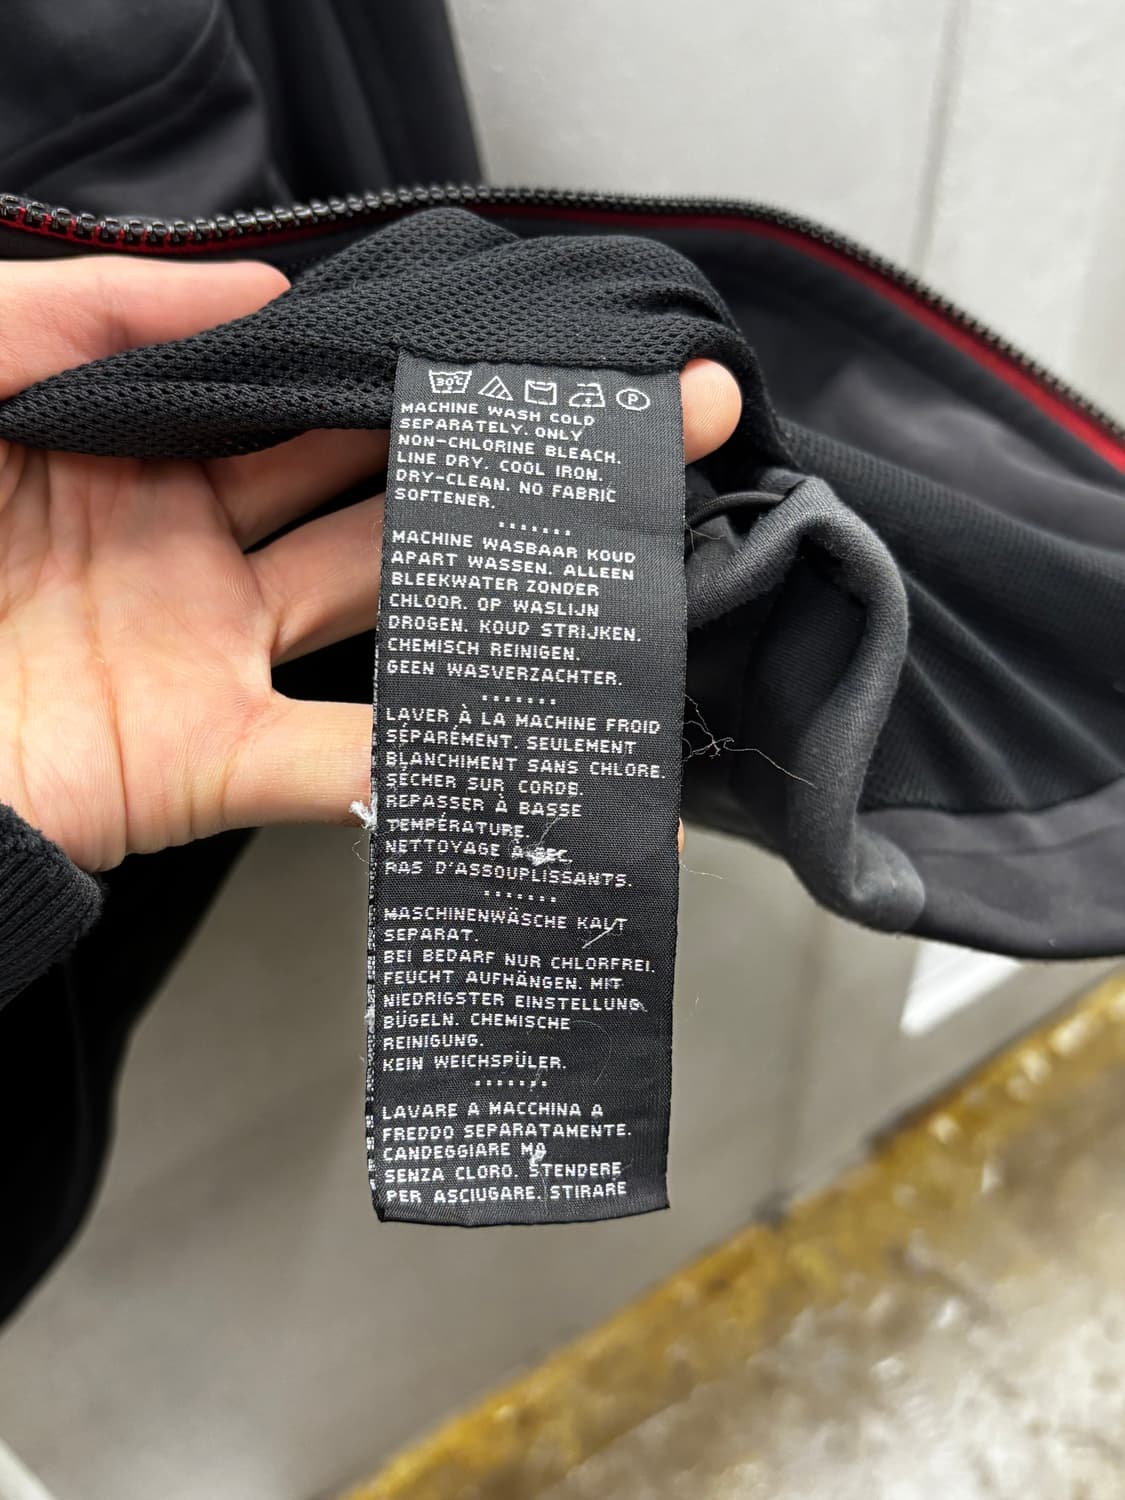 30°C P
MACHINE WASH COLD
SEPARATELY. ONLY
NON-CHLORINE BLEACH.
LINE DRY. COOL IRON.
DRY-CLEAN. NO FABRIC
SOFTENER.
MACHINE WASBAAR KOUD
APART WASSEN. ALLEEN
BLEEKWATER ZONDER
CHLOOR. OP WASLIJN
DROGEN. KOUD STRIJKEN.
CHEMISCH REINIGEN.
GEEN WASVERZACHTER.
LAVER À LA MACHINE FROID
SÉPARÉMENT. SEULEMENT
BLANCHIMENT SANS CHLORE.
SÉCHER SUR CORDE.
REPASSER À BASSE
TEMPÉRATURE.
NETTOYAGE À SEC.
PAS D'ASSOUPLISSANTS.
MASCHINENWÄSCHE KALT
SEPARAT.
BEI BEDARF NUR CHLORFREI.
FEUCHT AUFHÄNGEN. MIT
NIEDRIGSTER EINSTELLUNG
BÜGELN. CHEMISCHE
REINIGUNG.
KEIN WEICHSPÜLER.
LAVARE A MACCHINA A
FREDDO SEPARATAMENTE.
CANDEGGIARE MA
SENZA CLORO. STENDERE
PER ASCIUGARE. STIRARE